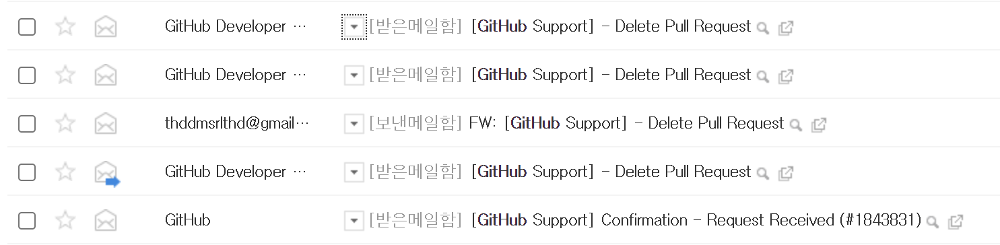 GitHub Developer ··· [받은메일함] [GitHub Support] - Delete Pull Request
GitHub Developer ··· [받은메일함] [GitHub Support] - Delete Pull Request
thddmsrlthd@gmail··· [보낸메일함] FW: [GitHub Support] - Delete Pull Request
GitHub Developer ··· [받은메일함] [GitHub Support] - Delete Pull Request
GitHub [받은메일함] [GitHub Support] Confirmation - Request Received (#1843831)